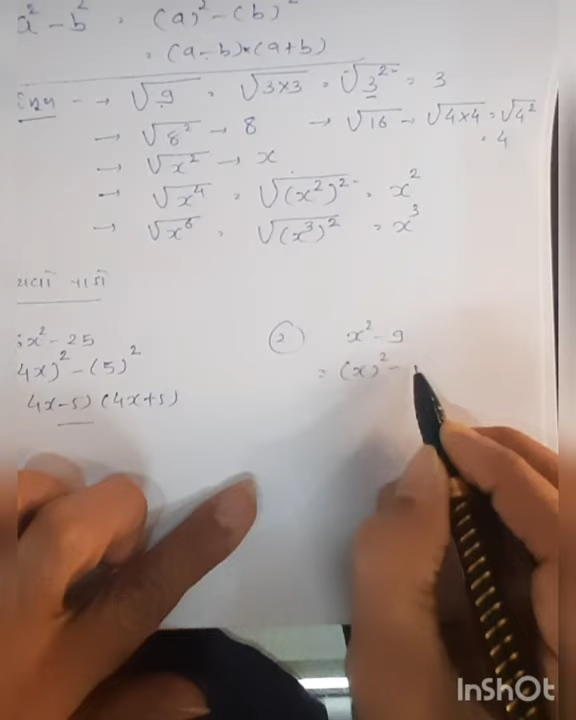 a² - b² = (a)² - (b)²
= (a-b)×(a+b)
→ √9 = √3×3 = √3² = 3
→ √8² → 8 → √16 → √4×4 = √4²
= 4
→ √x² → x
→ √x⁴ = √(x²)² = x²
→ √x⁶ = √(x³)² = x³
x² - 25
4x)² - (5)²
4x-5) (4x+5)
② x² - 9
= (x)² -
InShOt